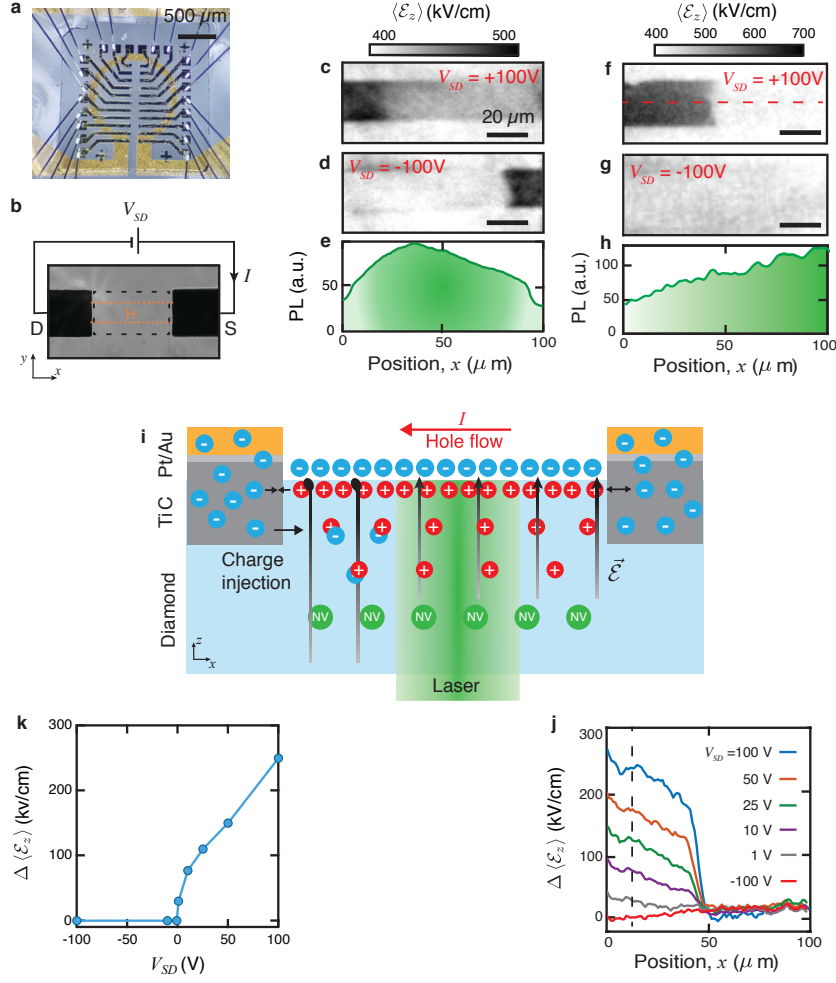 a
500 μm
b
V_SD
I
H
D
S
y
x
⟨ℰ_z⟩ (kV/cm)
400
500
c
V_SD = +100V
20 μm
d
V_SD = -100V
e
PL (a.u.)
50
0
0
50
100
Position, x (μ m)
⟨ℰ_z⟩ (kV/cm)
400
500
600
700
f
V_SD = +100V
g
V_SD = -100V
h
PL (a.u.)
100
50
0
0
50
100
Position, x (μ m)
i
I
Hole flow
Pt/Au
TiC
Diamond
Charge
injection
ℰ
NV NV NV NV NV NV
z
x
Laser
k
Δ ⟨ℰ_z⟩ (kv/cm)
300
200
100
0
-100
-50
0
50
100
V_SD (V)
j
Δ ⟨ℰ_z⟩ (kV/cm)
300
200
100
0
V_SD =100 V
50 V
25 V
10 V
1 V
-100 V
0
50
100
Position, x (μ m)